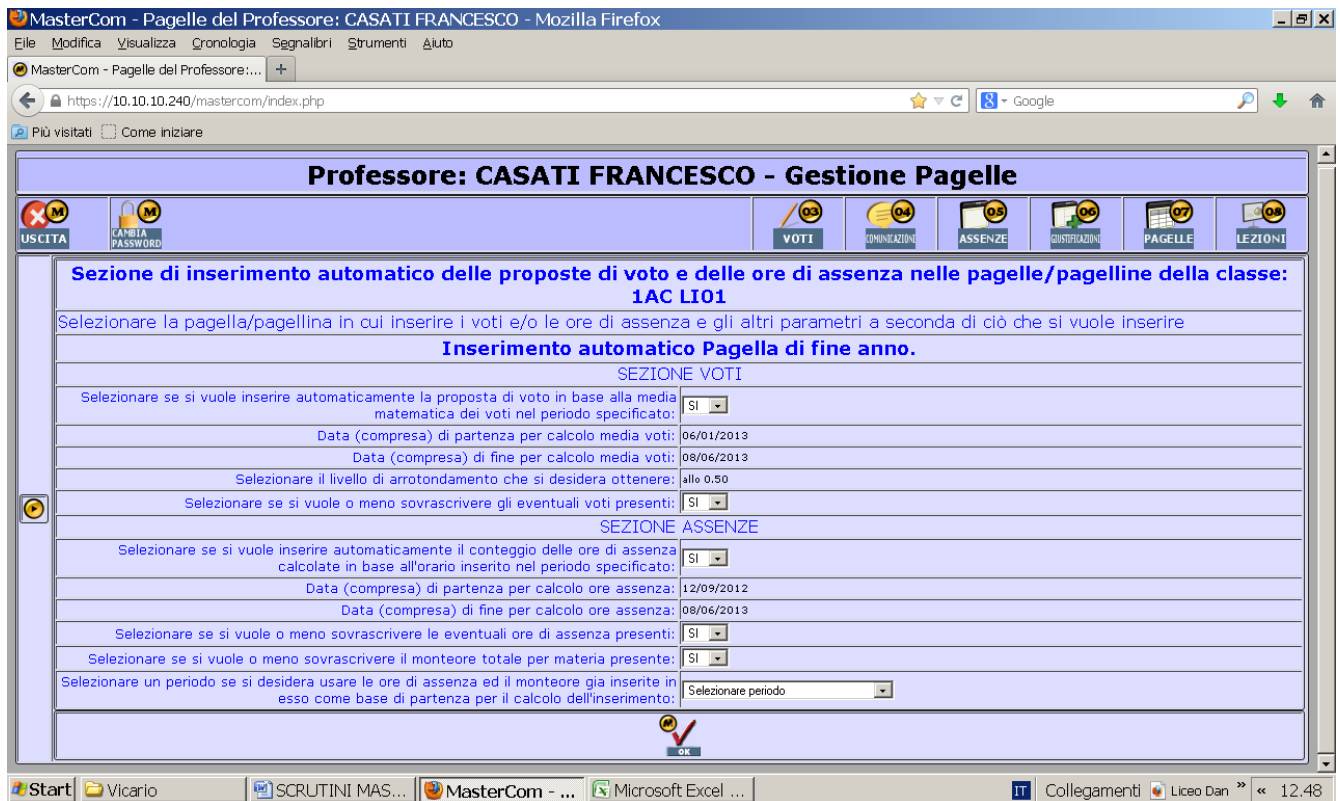 MasterCom - Pagelle del Professore: CASATI FRANCESCO - Mozilla Firefox
File Modifica Visualizza Cronologia Segnalibri Strumenti Aiuto
MasterCom - Pagelle del Professore:... +
https://10.10.10.240/mastercom/index.php
8 - Google
Più visitati Come iniziare
Professore: CASATI FRANCESCO - Gestione Pagelle
M M 03 04 05 06 07 08
USCITA CAMBIA PASSWORD VOTI COMUNICAZIONI ASSENZE GIUSTIFICAZIONI PAGELLE LEZIONI
Sezione di inserimento automatico delle proposte di voto e delle ore di assenza nelle pagelle/pagelline della classe:
1AC LI01
Selezionare la pagella/pagellina in cui inserire i voti e/o le ore di assenza e gli altri parametri a seconda di ciò che si vuole inserire
Inserimento automatico Pagella di fine anno.
SEZIONE VOTI
Selezionare se si vuole inserire automaticamente la proposta di voto in base alla media
matematica dei voti nel periodo specificato: SI
Data (compresa) di partenza per calcolo media voti: 06/01/2013
Data (compresa) di fine per calcolo media voti: 08/06/2013
Selezionare il livello di arrotondamento che si desidera ottenere: allo 0.50
Selezionare se si vuole o meno sovrascrivere gli eventuali voti presenti: SI
SEZIONE ASSENZE
Selezionare se si vuole inserire automaticamente il conteggio delle ore di assenza
calcolate in base all'orario inserito nel periodo specificato: SI
Data (compresa) di partenza per calcolo ore assenza: 12/09/2012
Data (compresa) di fine per calcolo ore assenza: 08/06/2013
Selezionare se si vuole o meno sovrascrivere le eventuali ore di assenza presenti: SI
Selezionare se si vuole o meno sovrascrivere il monteore totale per materia presente: SI
Selezionare un periodo se si desidera usare le ore di assenza ed il monteore gia inserite in
esso come base di partenza per il calcolo dell'inserimento: Selezionare periodo
M
OK
Start Vicario SCRUTINI MAS... MasterCom - ... Microsoft Excel ... IT Collegamenti Liceo Dan » « 12.48